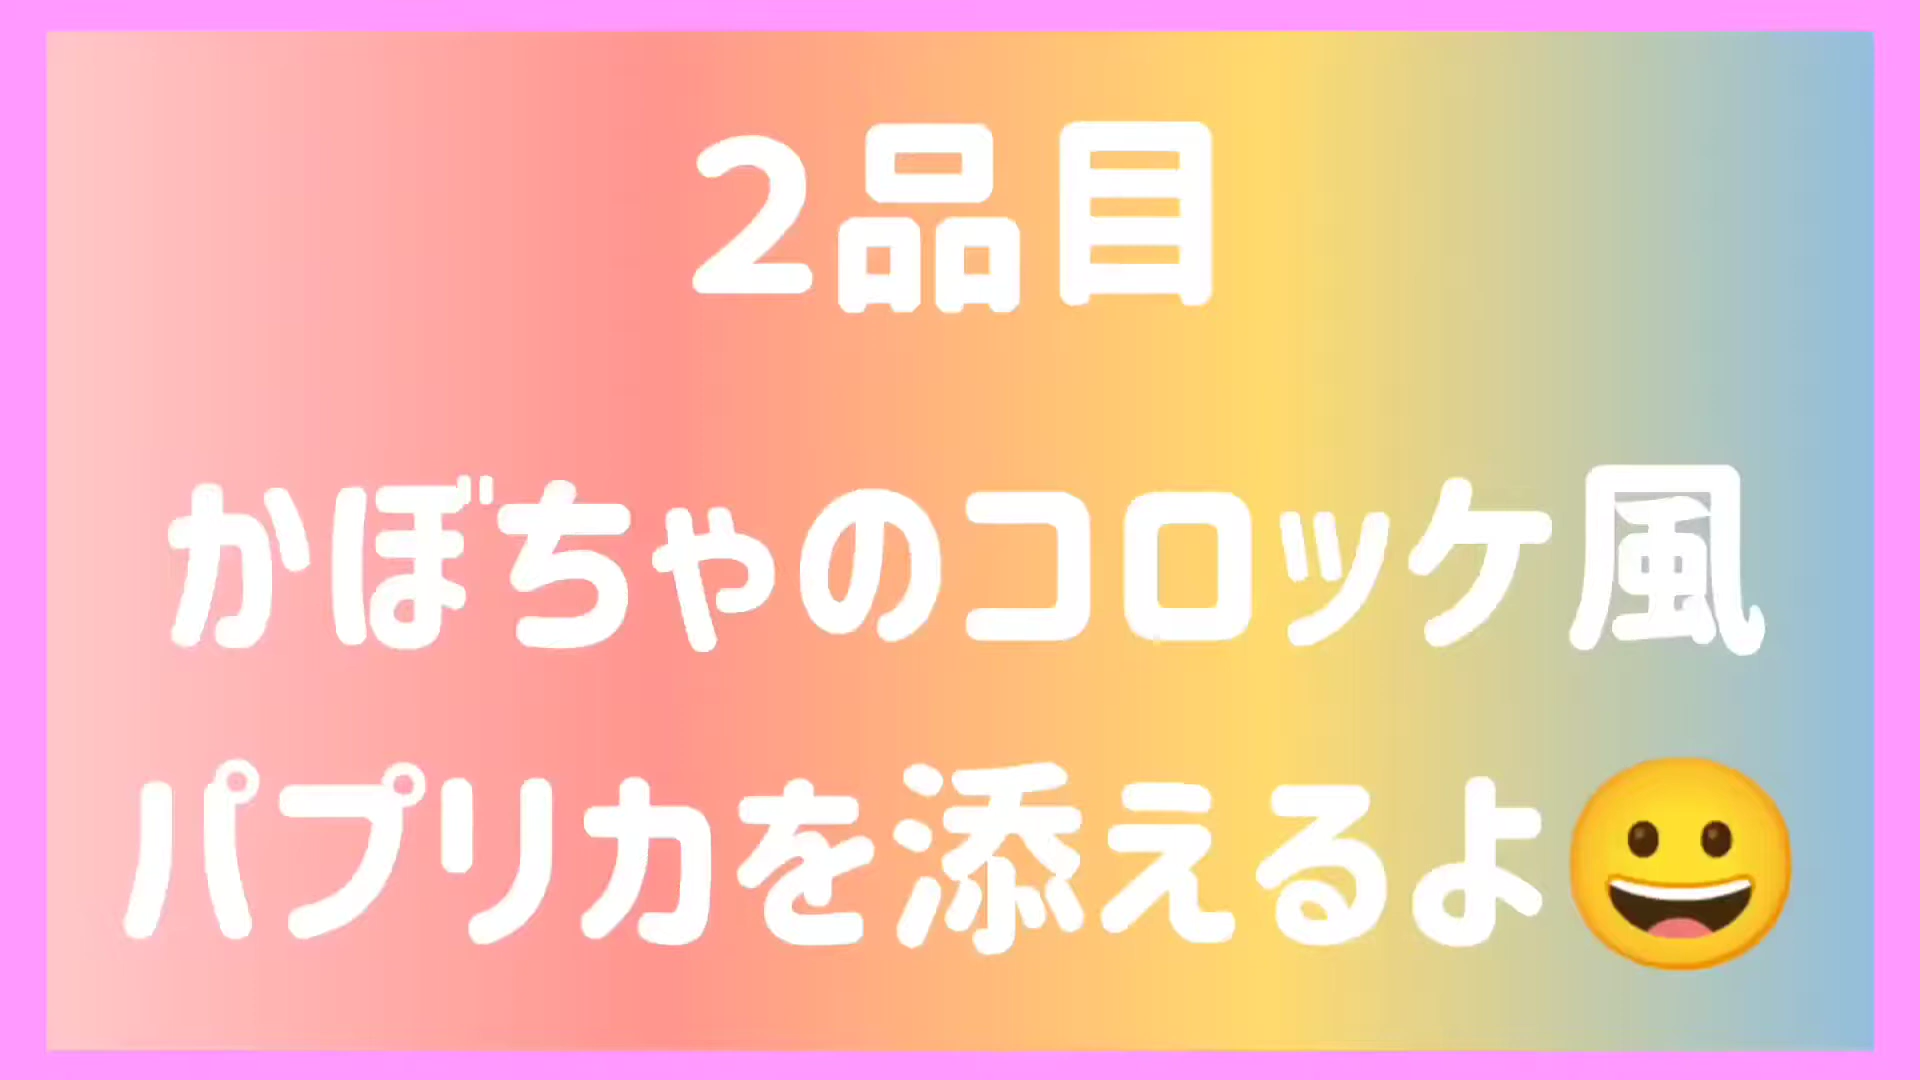 2品目
かぼちゃのコロッケ風
パプリカを添えるよ😀